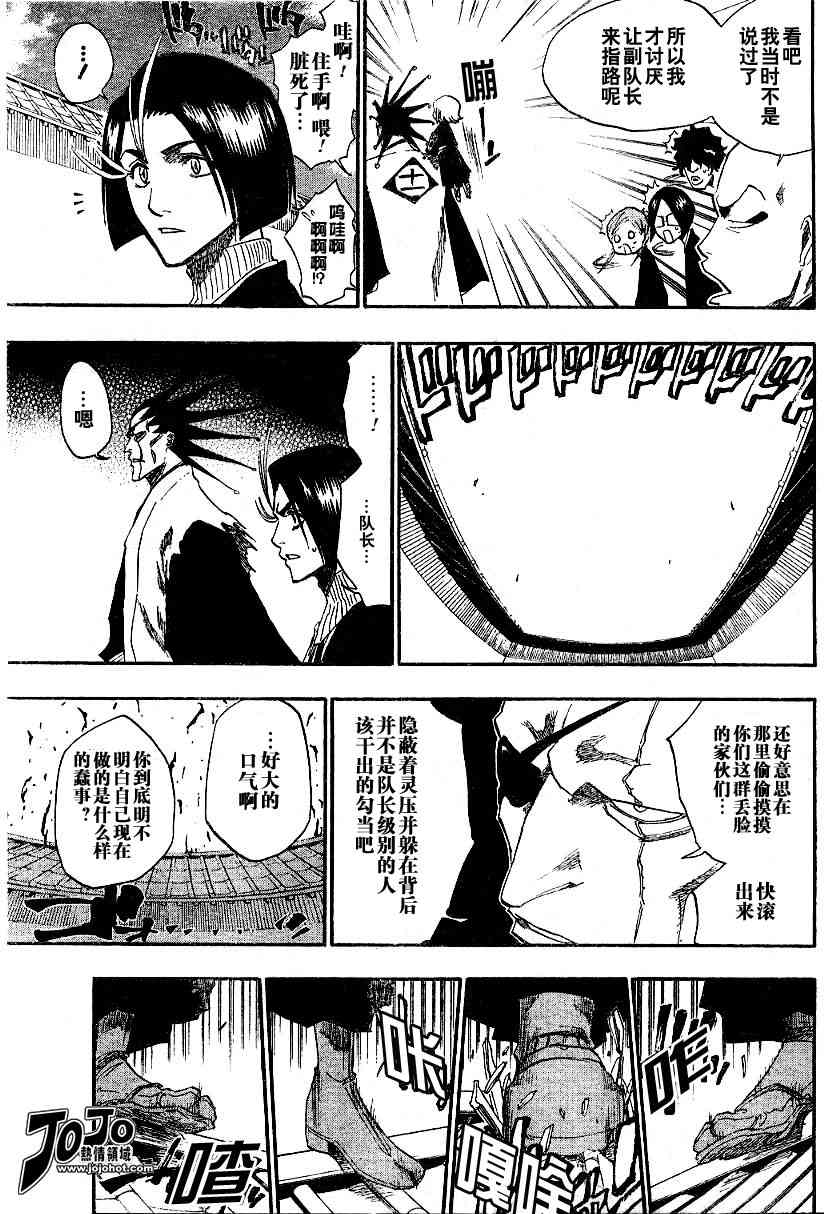 看吧
我当时不是
说过了
所以我
才讨厌
让副队长
来指路呢
嘣
十一
哇啊！
住手啊 喂！
脏死了…
呜哇啊
啊啊啊!?
…！
…！
…队长…
…嗯
还好意思在
那里偷偷摸摸
你们这群丢脸
的家伙们…
快滚
出来
隐蔽着灵压并躲在背后
并不是队长级别的人
该干出的勾当吧
…好大的
口气啊
你到底明不
明白自己现在
做的是什么样
的蠢事？
嘎
咔
喳
JOJO
熱情領域
www.jojohot.com